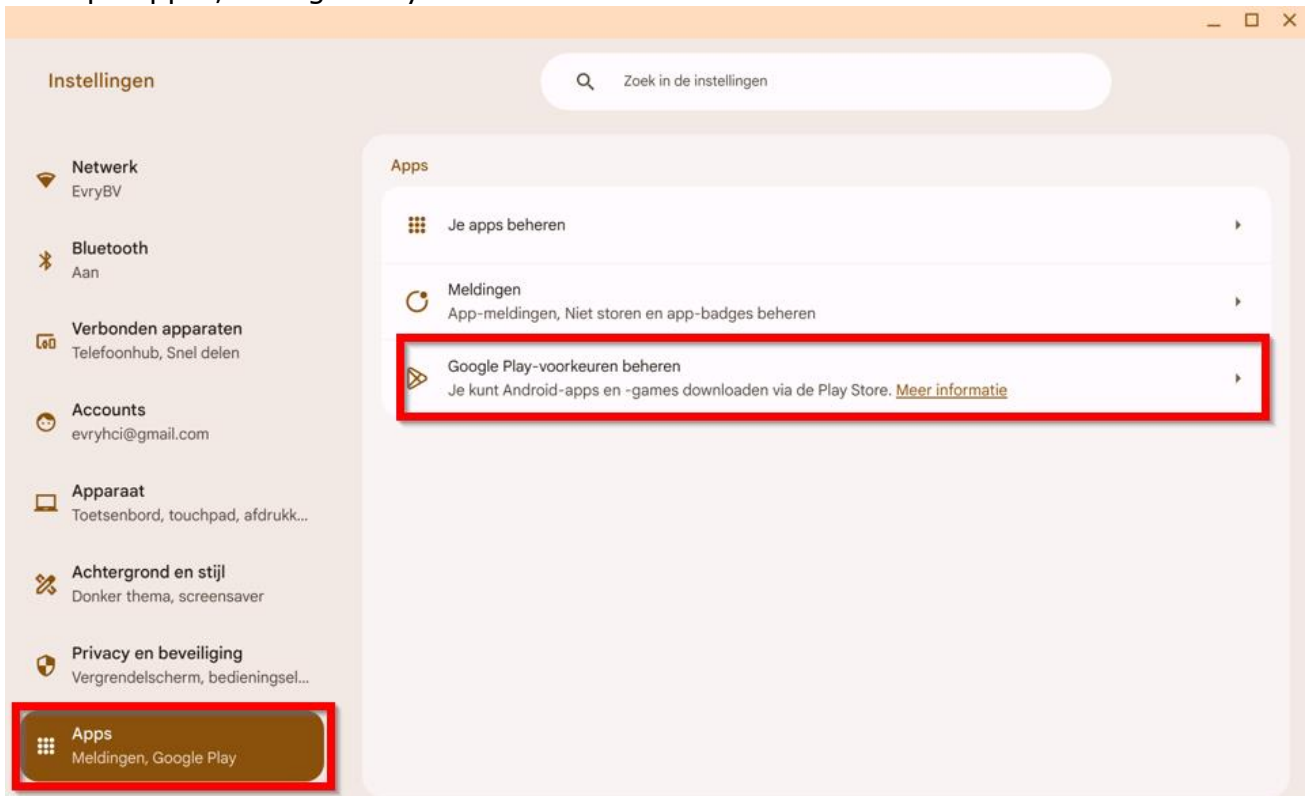 Instellingen
Zoek in de instellingen
Netwerk
EvryBV
Bluetooth
Aan
Verbonden apparaten
Telefoonhub, Snel delen
Accounts
evryhci@gmail.com
Apparaat
Toetsenbord, touchpad, afdrukk...
Achtergrond en stijl
Donker thema, screensaver
Privacy en beveiliging
Vergrendelscherm, bedieningsel...
Apps
Meldingen, Google Play
Apps
Je apps beheren
Meldingen
App-meldingen, Niet storen en app-badges beheren
Google Play-voorkeuren beheren
Je kunt Android-apps en -games downloaden via de Play Store. Meer informatie